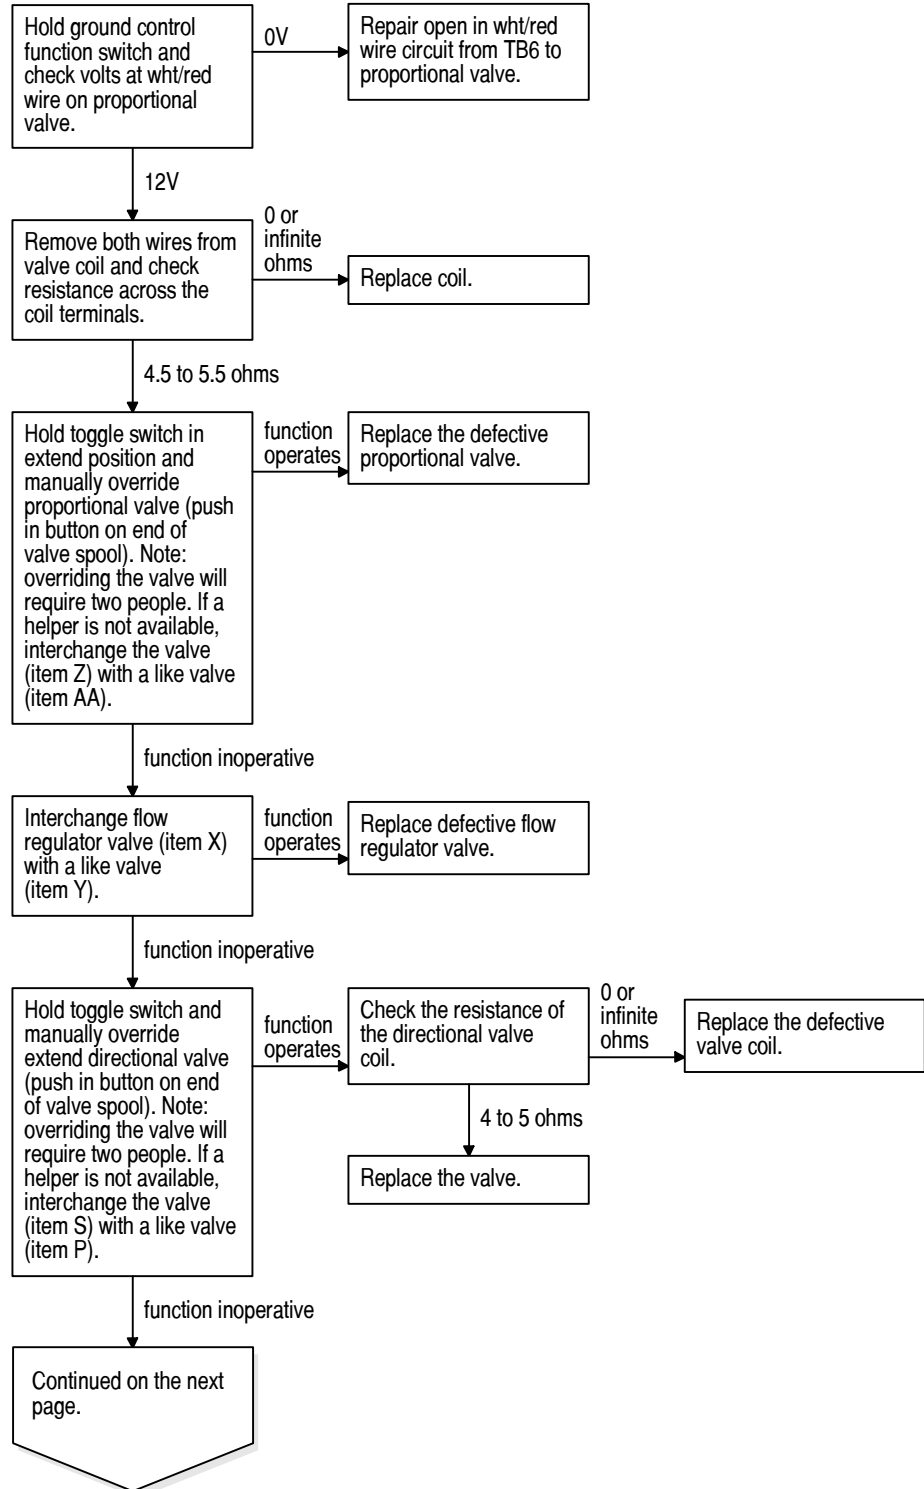 Hold ground control
function switch and
check volts at wht/red
wire on proportional
valve.
0V
Repair open in wht/red
wire circuit from TB6 to
proportional valve.
12V
Remove both wires from
valve coil and check
resistance across the
coil terminals.
0 or
infinite
ohms
Replace coil.
4.5 to 5.5 ohms
Hold toggle switch in
extend position and
manually override
proportional valve (push
in button on end of
valve spool). Note:
overriding the valve will
require two people. If a
helper is not available,
interchange the valve
(item Z) with a like valve
(item AA).
function
operates
Replace the defective
proportional valve.
function inoperative
Interchange flow
regulator valve (item X)
with a like valve
(item Y).
function
operates
Replace defective flow
regulator valve.
function inoperative
Hold toggle switch and
manually override
extend directional valve
(push in button on end
of valve spool). Note:
overriding the valve will
require two people. If a
helper is not available,
interchange the valve
(item S) with a like valve
(item P).
function
operates
Check the resistance of
the directional valve
coil.
0 or
infinite
ohms
Replace the defective
valve coil.
4 to 5 ohms
Replace the valve.
function inoperative
Continued on the next
page.